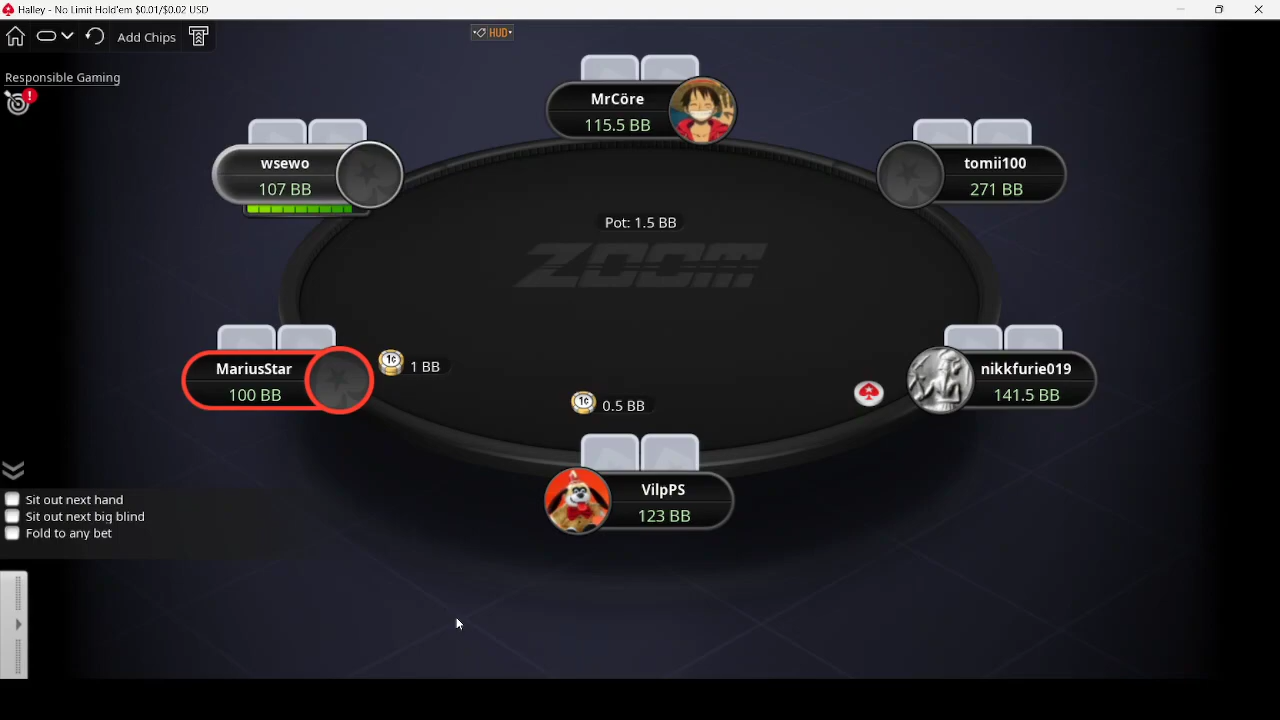 Halley - No Limit Hold'em $0.01/$0.02 USD
Add Chips
HUD
Responsible Gaming
MrCöre
115.5 BB
wsewo
107 BB
tomii100
271 BB
Pot: 1.5 BB
ZOOM
MariusStar
100 BB
1¢
1 BB
nikkfurie019
141.5 BB
1¢
0.5 BB
VilpPS
123 BB
Sit out next hand
Sit out next big blind
Fold to any bet